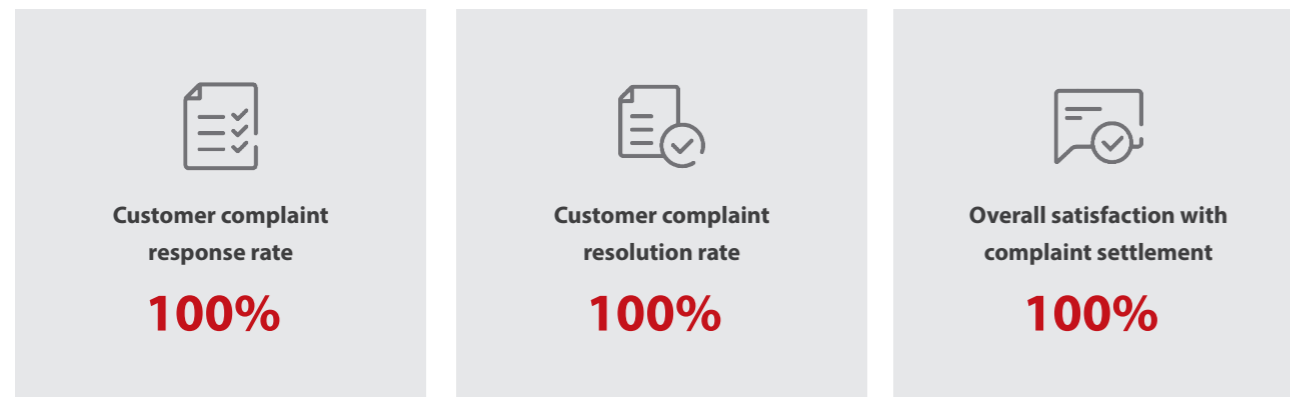 Customer complaint
response rate
100%
Customer complaint
resolution rate
100%
Overall satisfaction with
complaint settlement
100%